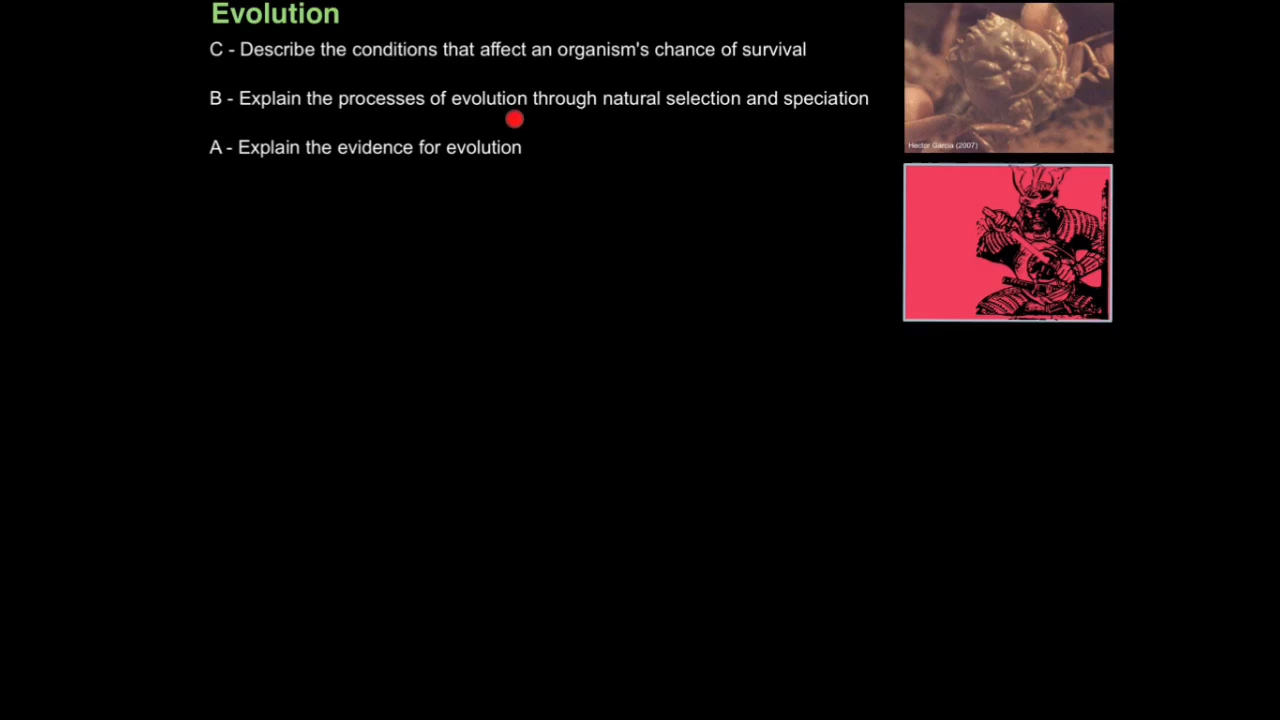 Evolution
C - Describe the conditions that affect an organism's chance of survival
B - Explain the processes of evolution through natural selection and speciation
A - Explain the evidence for evolution
Hector Garcia (2007)